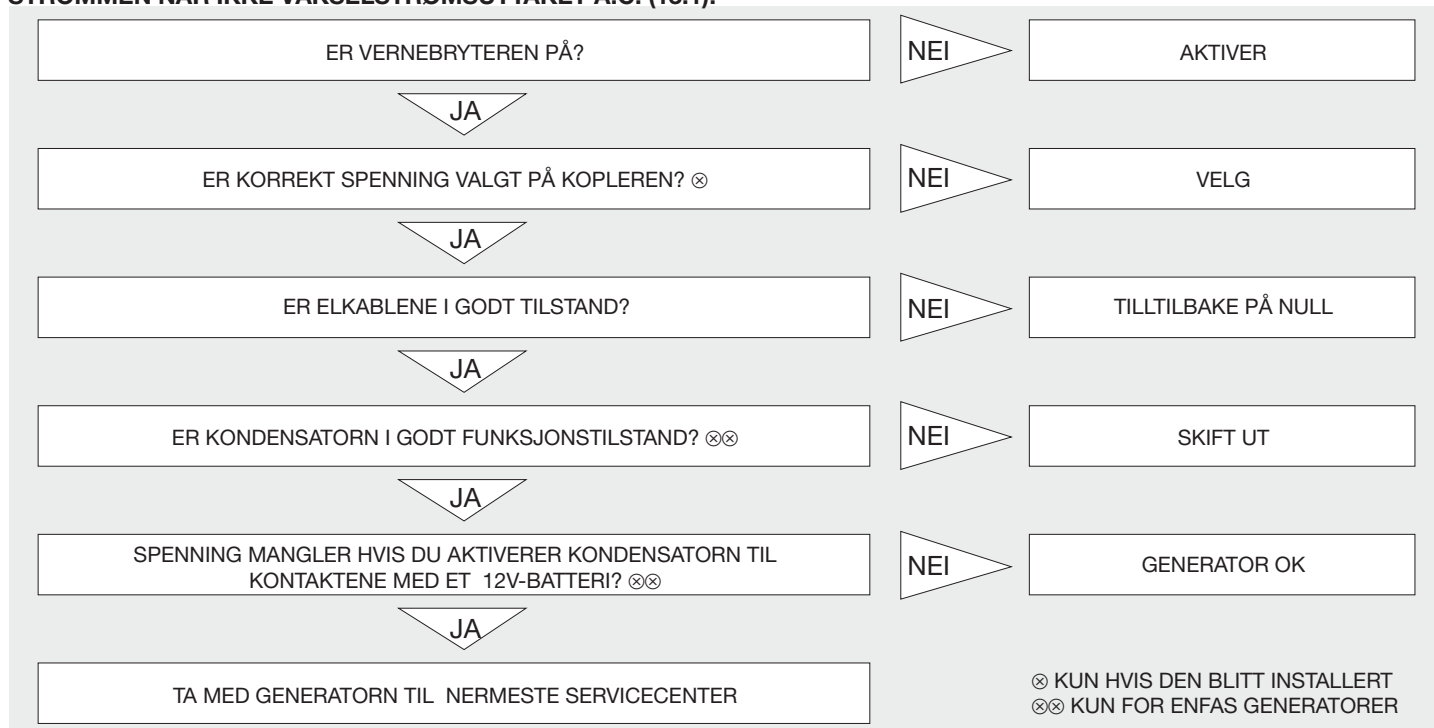 ER VERNEBRYTEREN PÅ?
NEI
AKTIVER
JA
ER KORREKT SPENNING VALGT PÅ KOPLEREN? ⊗
NEI
VELG
JA
ER ELKABLENE I GODT TILSTAND?
NEI
TILLTILBAKE PÅ NULL
JA
ER KONDENSATORN I GODT FUNKSJONSTILSTAND? ⊗⊗
NEI
SKIFT UT
JA
SPENNING MANGLER HVIS DU AKTIVERER KONDENSATORN TIL
KONTAKTENE MED ET 12V-BATTERI? ⊗⊗
NEI
GENERATOR OK
JA
TA MED GENERATORN TIL NERMESTE SERVICECENTER
⊗ KUN HVIS DEN BLITT INSTALLERT
⊗⊗ KUN FOR ENFAS GENERATORER